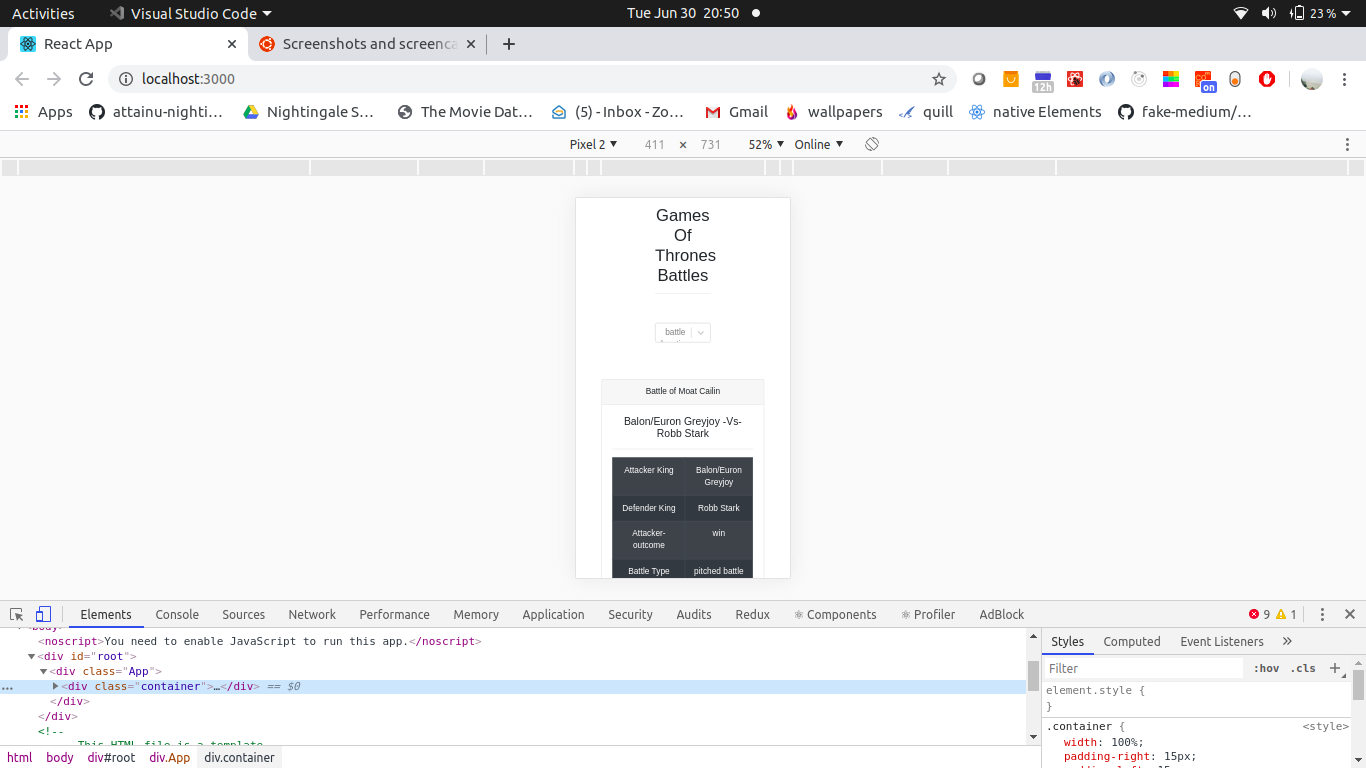 Activities Visual Studio Code Tue Jun 30 20:50 23 %
React App Screenshots and screenca
localhost:3000
12h on
Apps attainu-nighti… Nightingale S… The Movie Dat… (5) - Inbox - Zo… Gmail wallpapers quill native Elements fake-medium/…
Pixel 2 411 × 731 52% Online
Games
Of
Thrones
Battles
battle
Battle of Moat Cailin
Balon/Euron Greyjoy -Vs-
Robb Stark
Attacker King Balon/Euron
Greyjoy
Defender King Robb Stark
Attacker- win
outcome
Battle Type pitched battle
Elements Console Sources Network Performance Memory Application Security Audits Redux ⚛ Components ⚛ Profiler AdBlock 9 1
<noscript>You need to enable JavaScript to run this app.</noscript>
<div id="root">
<div class="App">
<div class="container">…</div> == $0
</div>
</div>
<!--
This HTML file is a template.
html body div#root div.App div.container
Styles Computed Event Listeners »
Filter :hov .cls +
element.style {
}
.container { <style>
width: 100%;
padding-right: 15px;